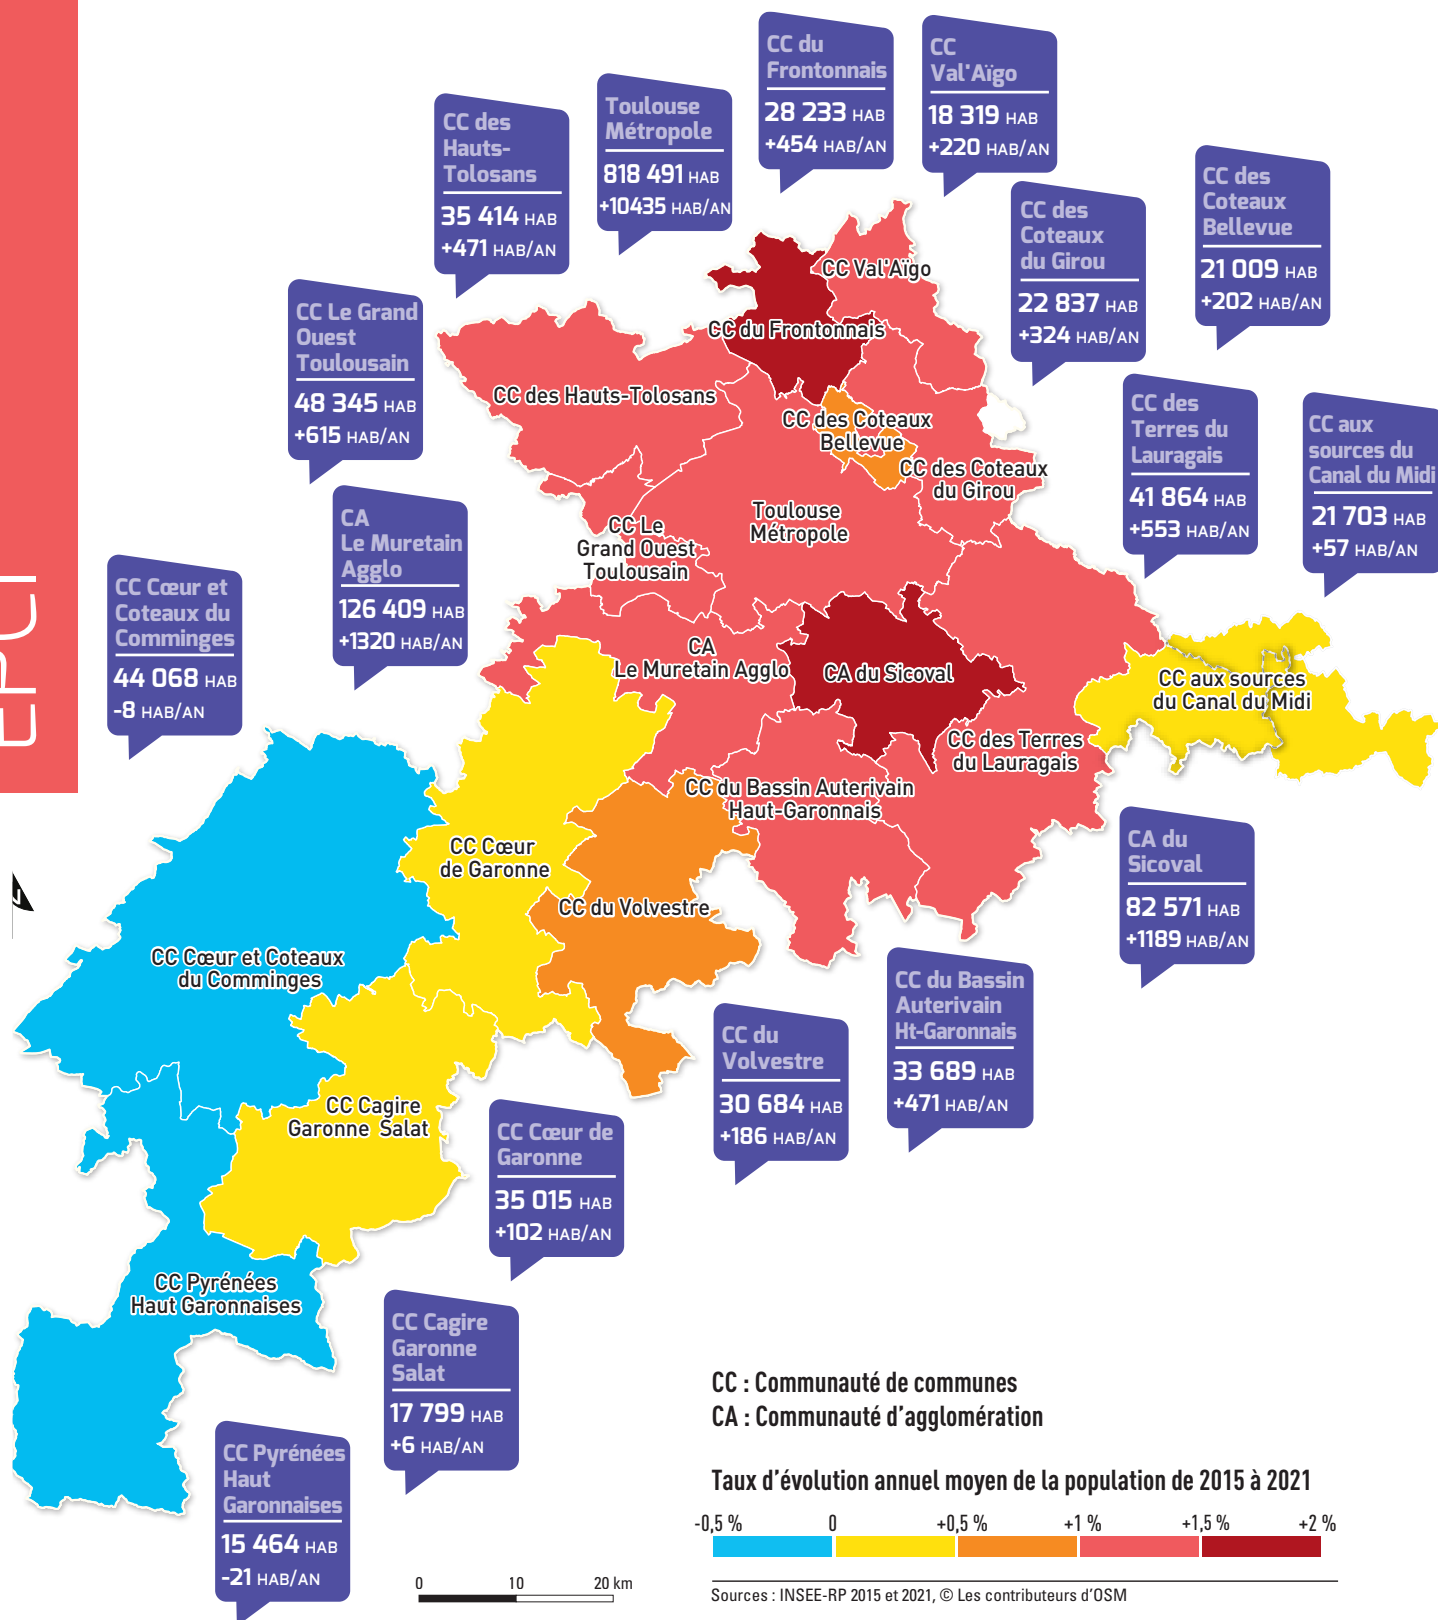 EPCI
CC du
Frontonnais
28 233 HAB
+454 HAB/AN
CC
Val'Aïgo
18 319 HAB
+220 HAB/AN
Toulouse
Métropole
818 491 HAB
+10435 HAB/AN
CC des
Hauts-
Tolosans
35 414 HAB
+471 HAB/AN
CC des
Coteaux
Bellevue
21 009 HAB
+202 HAB/AN
CC des
Coteaux
du Girou
22 837 HAB
+324 HAB/AN
CC Le Grand
Ouest
Toulousain
48 345 HAB
+615 HAB/AN
CC des
Terres du
Lauragais
41 864 HAB
+553 HAB/AN
CC aux
sources du
Canal du Midi
21 703 HAB
+57 HAB/AN
CA
Le Muretain
Agglo
126 409 HAB
+1320 HAB/AN
CC Cœur et
Coteaux du
Comminges
44 068 HAB
-8 HAB/AN
CC Val'Aïgo
CC du Frontonnais
CC des Hauts-Tolosans
CC des Coteaux
Bellevue
CC des Coteaux
du Girou
Toulouse
Métropole
CC Le
Grand Ouest
Toulousain
CA
Le Muretain Agglo
CA du Sicoval
CC aux sources
du Canal du Midi
CC des Terres
du Lauragais
CC du Bassin Auterivain
Haut-Garonnais
CC Cœur
de Garonne
CC du Volvestre
CC Cœur et Coteaux
du Comminges
CC Cagire
Garonne Salat
CC Pyrénées
Haut Garonnaises
CA du
Sicoval
82 571 HAB
+1189 HAB/AN
CC du Bassin
Auterivain
Ht-Garonnais
33 689 HAB
+471 HAB/AN
CC du
Volvestre
30 684 HAB
+186 HAB/AN
CC Cœur de
Garonne
35 015 HAB
+102 HAB/AN
CC Cagire
Garonne
Salat
17 799 HAB
+6 HAB/AN
CC Pyrénées
Haut
Garonnaises
15 464 HAB
-21 HAB/AN
CC : Communauté de communes
CA : Communauté d'agglomération
Taux d'évolution annuel moyen de la population de 2015 à 2021
-0,5 % 0 +0,5 % +1 % +1,5 % +2 %
0 10 20 km
Sources : INSEE-RP 2015 et 2021, © Les contributeurs d'OSM